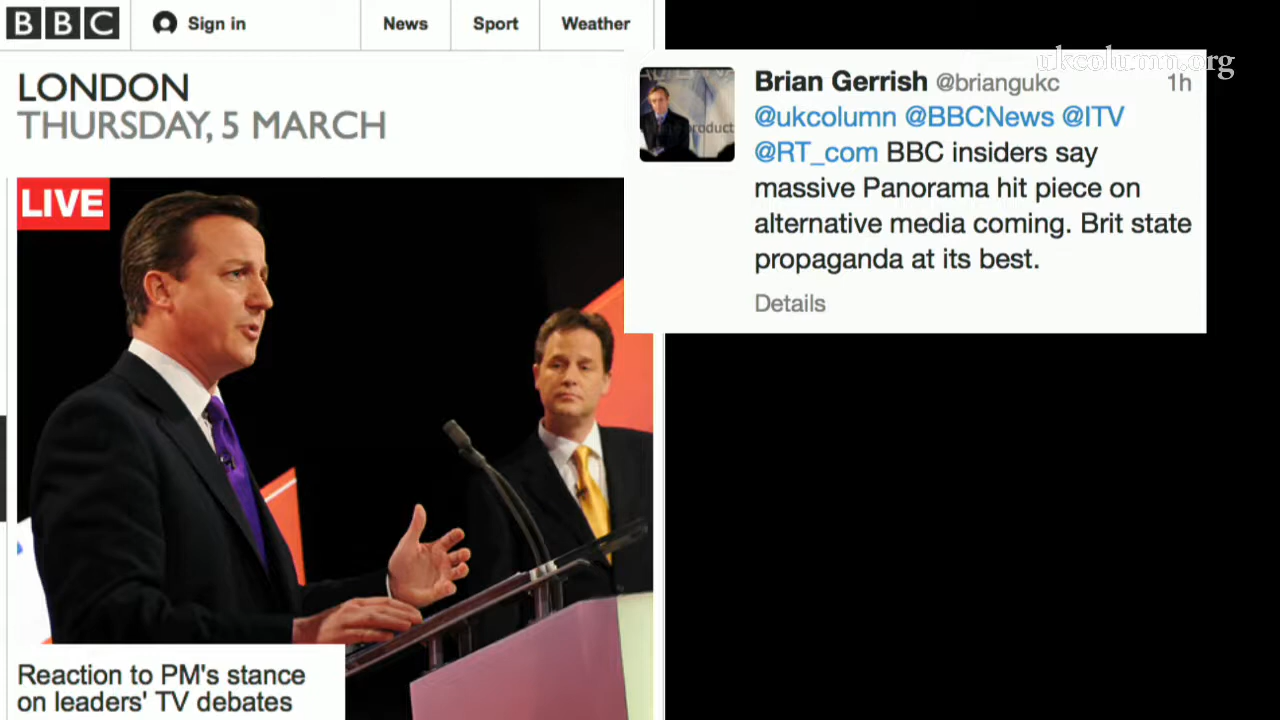 BBC
Sign in
News
Sport
Weather
LONDON
THURSDAY, 5 MARCH
LIVE
Reaction to PM's stance
on leaders' TV debates
ukcolumn.org
Brian Gerrish @briangukc 1h
@ukcolumn @BBCNews @ITV
@RT_com BBC insiders say
massive Panorama hit piece on
alternative media coming. Brit state
propaganda at its best.
Details